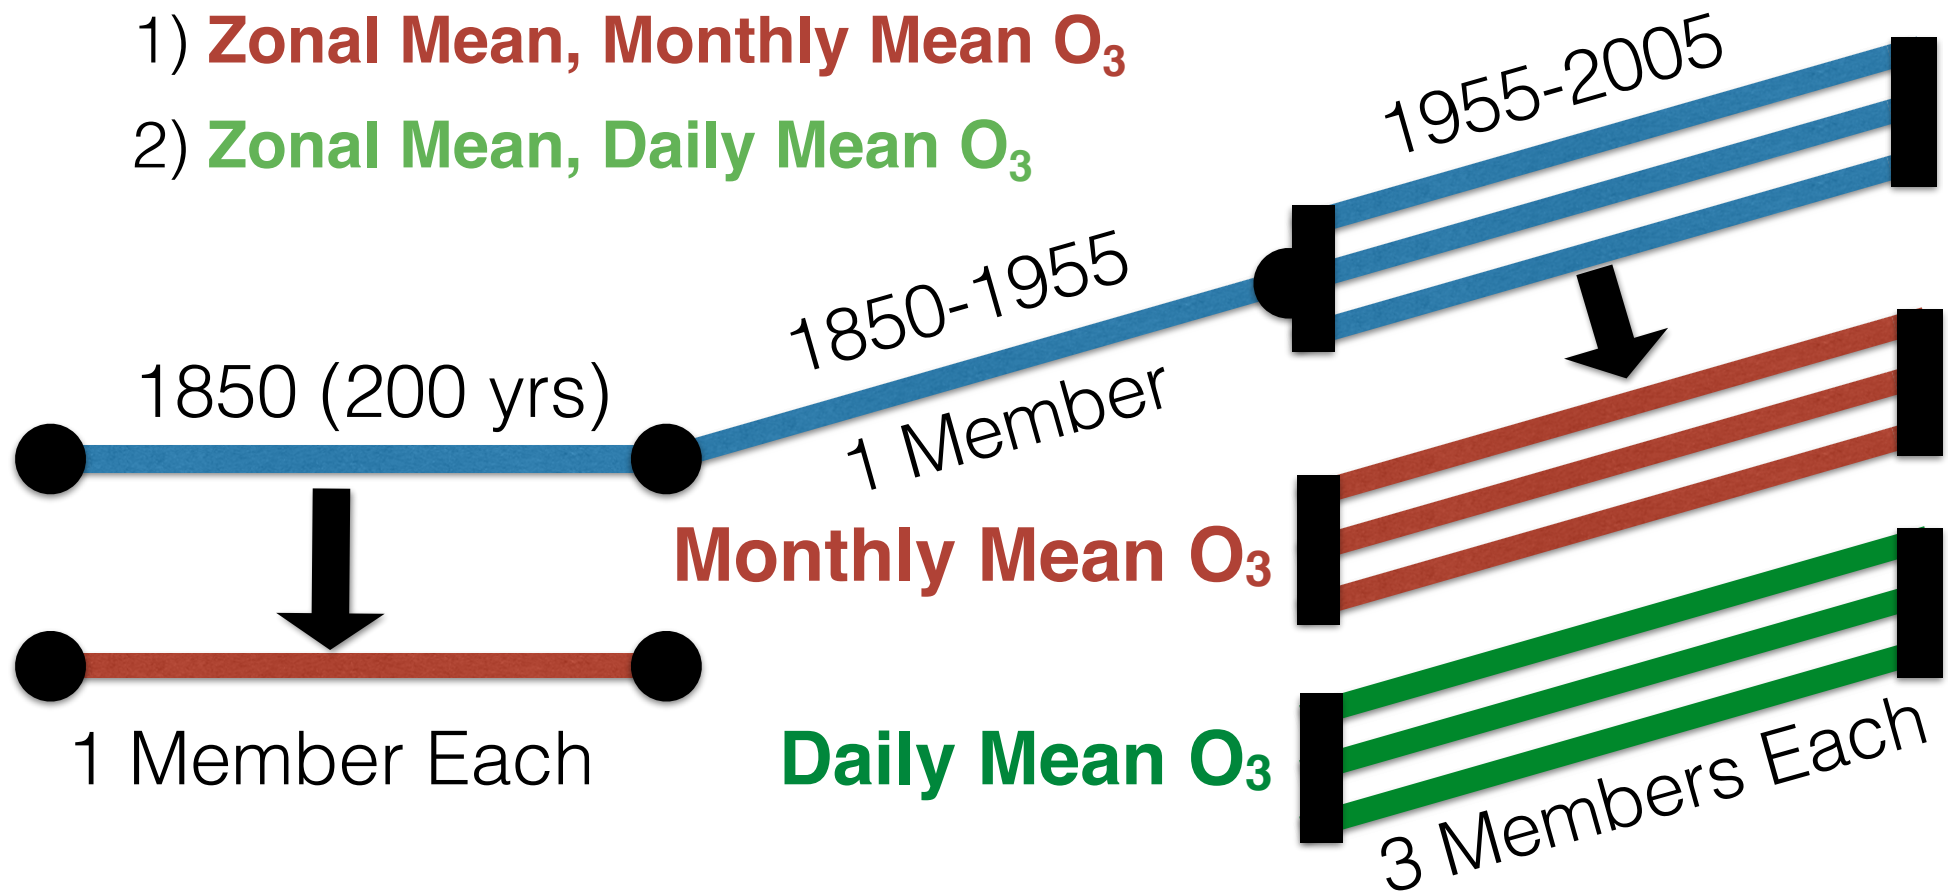 1) Zonal Mean, Monthly Mean O₃
2) Zonal Mean, Daily Mean O₃
1955-2005
1850-1955
1 Member
1850 (200 yrs)
Monthly Mean O₃
1 Member Each
Daily Mean O₃
3 Members Each